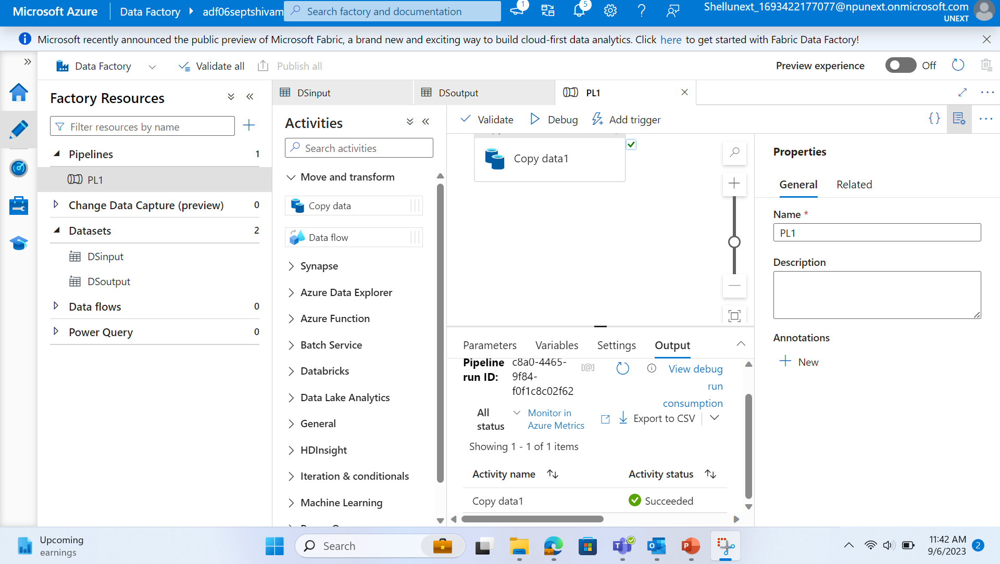 Microsoft Azure
Data Factory
adf06septshivam
Search factory and documentation
1
5
Shellunext_1693422177077@npunext.onmicrosoft.com
UNEXT
Microsoft recently announced the public preview of Microsoft Fabric, a brand new and exciting way to build cloud-first data analytics. Click here to get started with Fabric Data Factory!
Data Factory
Validate all
Publish all
Preview experience
Off
Factory Resources
Filter resources by name
Pipelines 1
PL1
Change Data Capture (preview) 0
Datasets 2
DSinput
DSoutput
Data flows 0
Power Query 0
DSinput
DSoutput
PL1
Activities
Search activities
Move and transform
Copy data
Data flow
Synapse
Azure Data Explorer
Azure Function
Batch Service
Databricks
Data Lake Analytics
General
HDInsight
Iteration & conditionals
Machine Learning
Validate
Debug
Add trigger
{}
Copy data1
Parameters
Variables
Settings
Output
Pipeline
run ID:
c8a0-4465-
9f84-
f0f1c8c02f62
[@]
View debug
run
consumption
All
status
Monitor in
Azure Metrics
Export to CSV
Showing 1 - 1 of 1 items
Activity name
Activity status
Copy data1
Succeeded
Properties
General
Related
Name *
PL1
Description
Annotations
New
Upcoming
earnings
Search
11:42 AM
9/6/2023
2